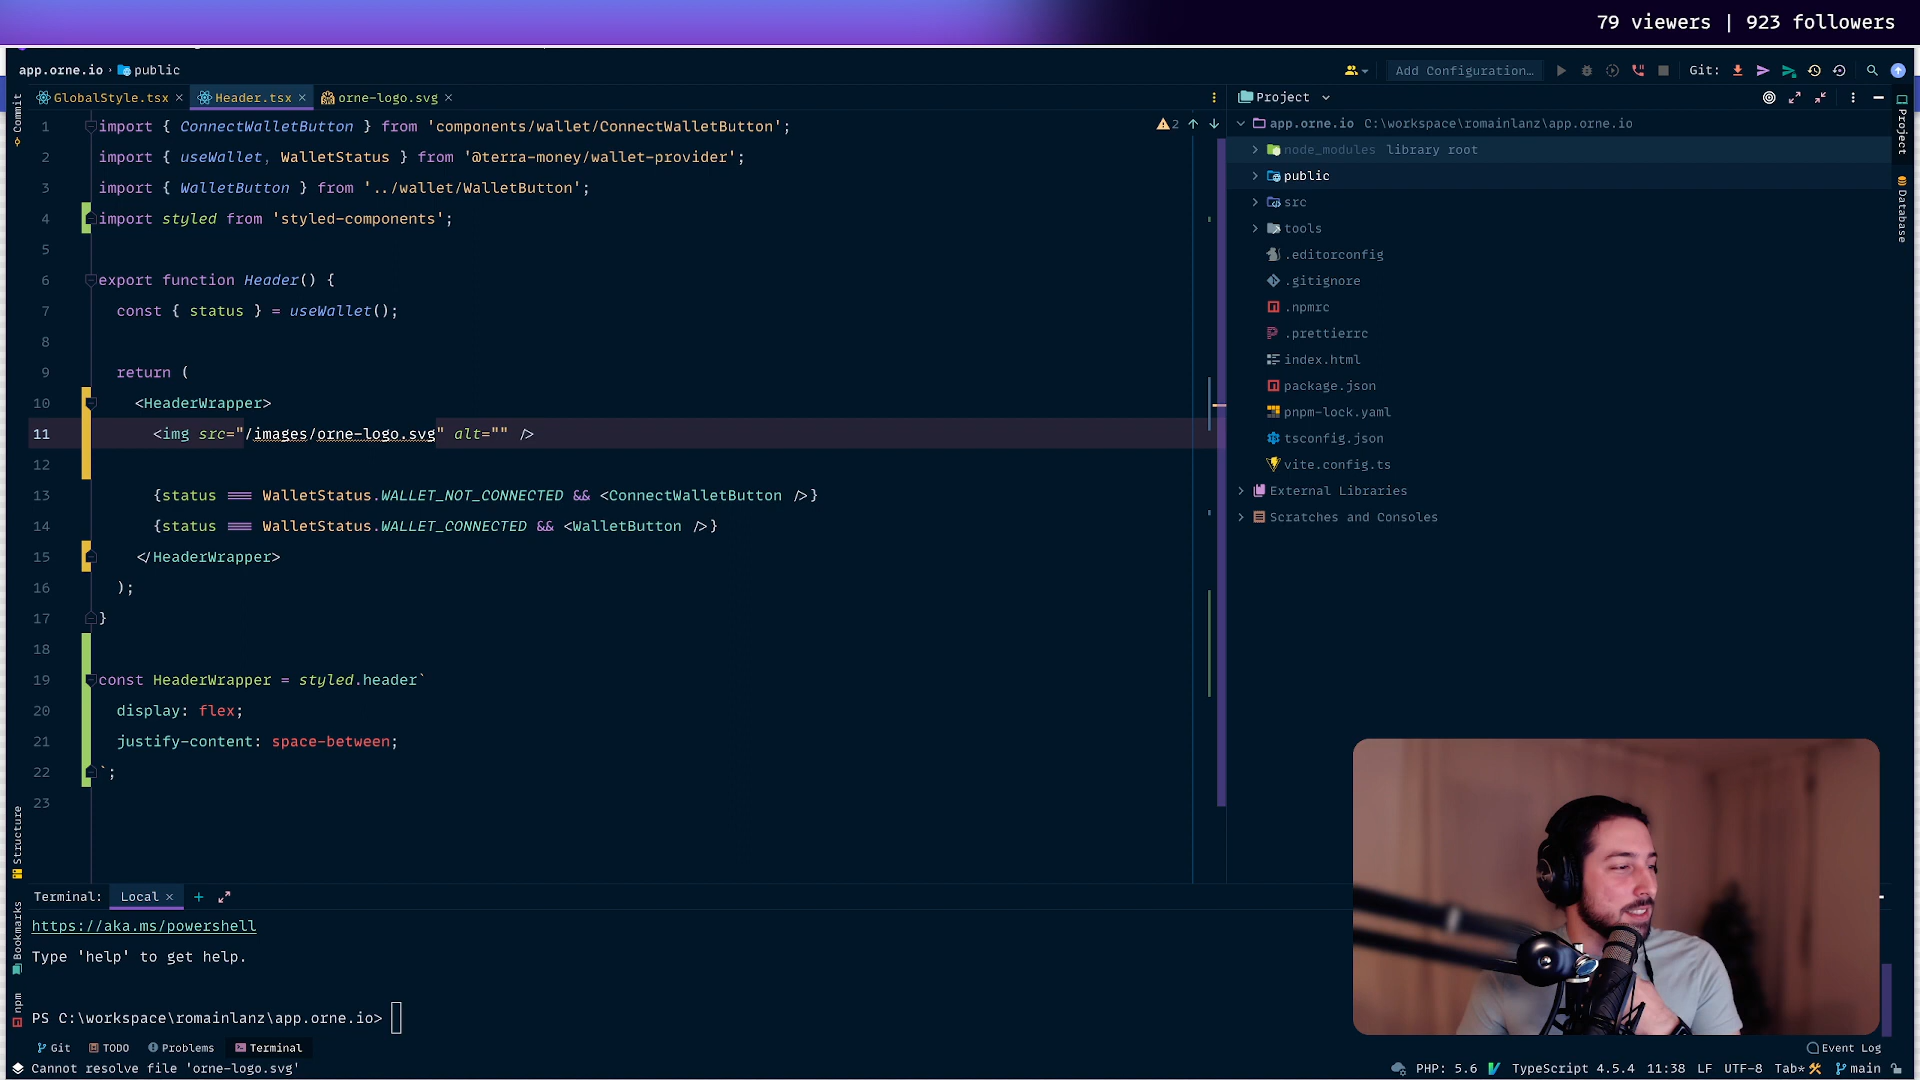 79 viewers | 923 followers
app.orne.io › public
Add Configuration...
Git:
GlobalStyle.tsx
Header.tsx
orne-logo.svg
Project
Commit
1 import { ConnectWalletButton } from 'components/wallet/ConnectWalletButton';
2
2 import { useWallet, WalletStatus } from '@terra-money/wallet-provider';
3 import { WalletButton } from '../wallet/WalletButton';
4 import styled from 'styled-components';
5
6 export function Header() {
7 const { status } = useWallet();
8
9 return (
10 <HeaderWrapper>
11 <img src="/images/orne-logo.svg" alt="" />
12
13 {status === WalletStatus.WALLET_NOT_CONNECTED && <ConnectWalletButton />}
14 {status === WalletStatus.WALLET_CONNECTED && <WalletButton />}
15 </HeaderWrapper>
16 );
17 }
18
19 const HeaderWrapper = styled.header`
20 display: flex;
21 justify-content: space-between;
22 `;
23
app.orne.io C:\workspace\romainlanz\app.orne.io
node_modules library root
public
src
tools
.editorconfig
.gitignore
.npmrc
.prettierrc
index.html
package.json
pnpm-lock.yaml
tsconfig.json
vite.config.ts
External Libraries
Scratches and Consoles
Project
Database
Structure
Bookmarks
npm
Terminal: Local
https://aka.ms/powershell
Type 'help' to get help.
PS C:\workspace\romainlanz\app.orne.io>
Git TODO Problems Terminal
Event Log
Cannot resolve file 'orne-logo.svg'
PHP: 5.6 TypeScript 4.5.4 11:38 LF UTF-8 Tab* main